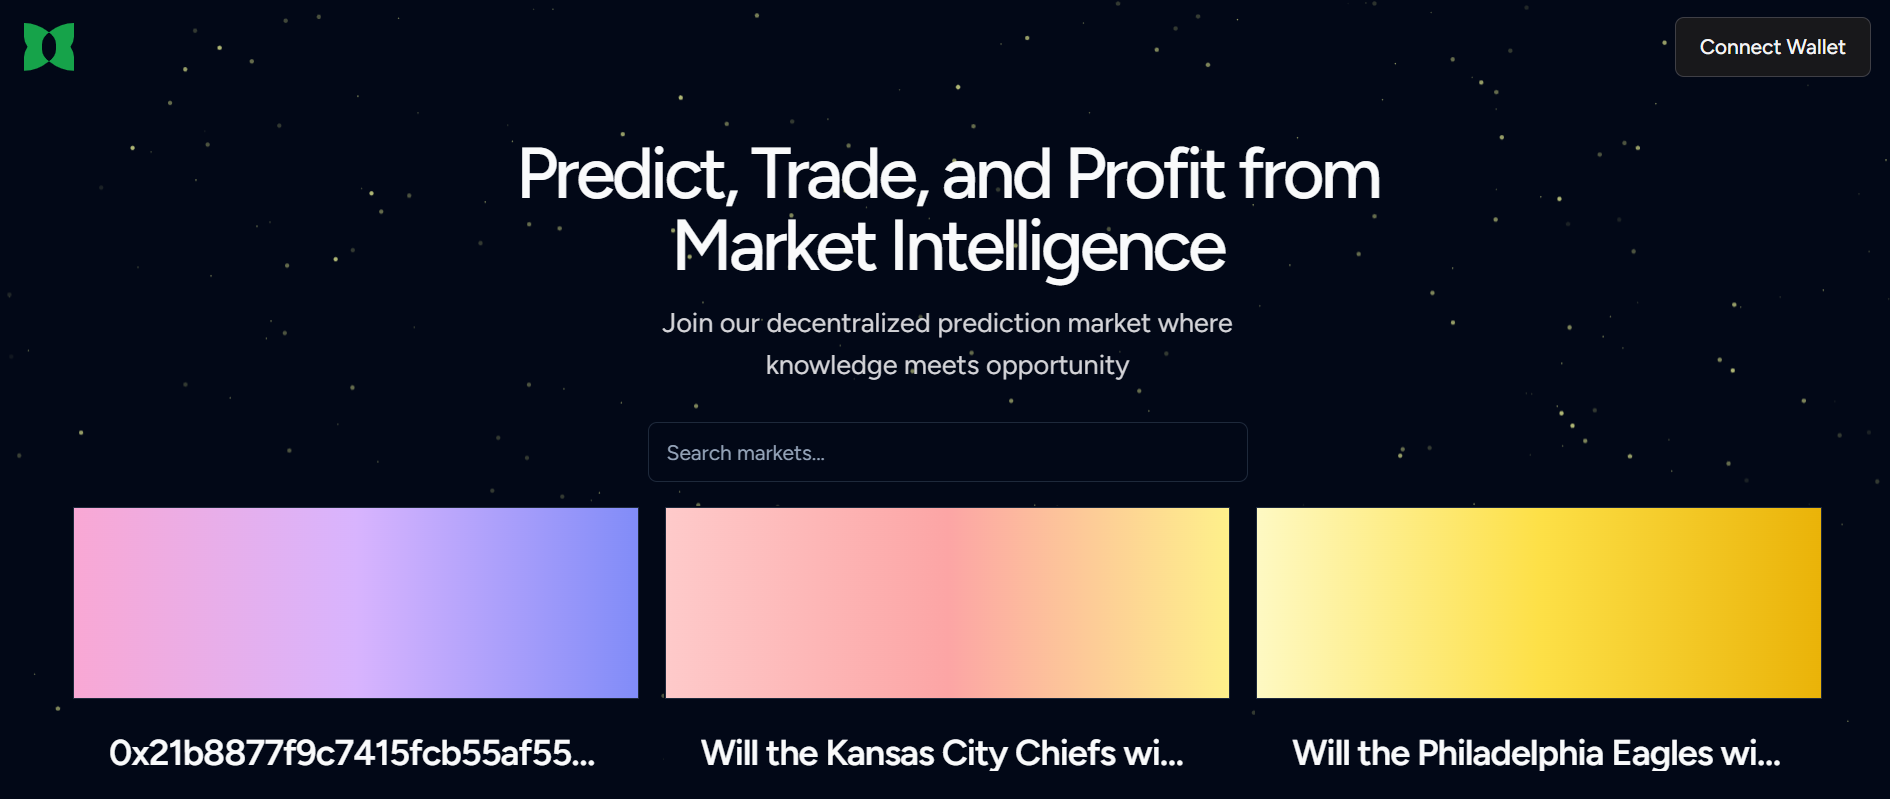 Connect Wallet
Predict, Trade, and Profit from
Market Intelligence
Join our decentralized prediction market where
knowledge meets opportunity
Search markets...
0x21b8877f9c7415fcb55af55...
Will the Kansas City Chiefs wi...
Will the Philadelphia Eagles wi...